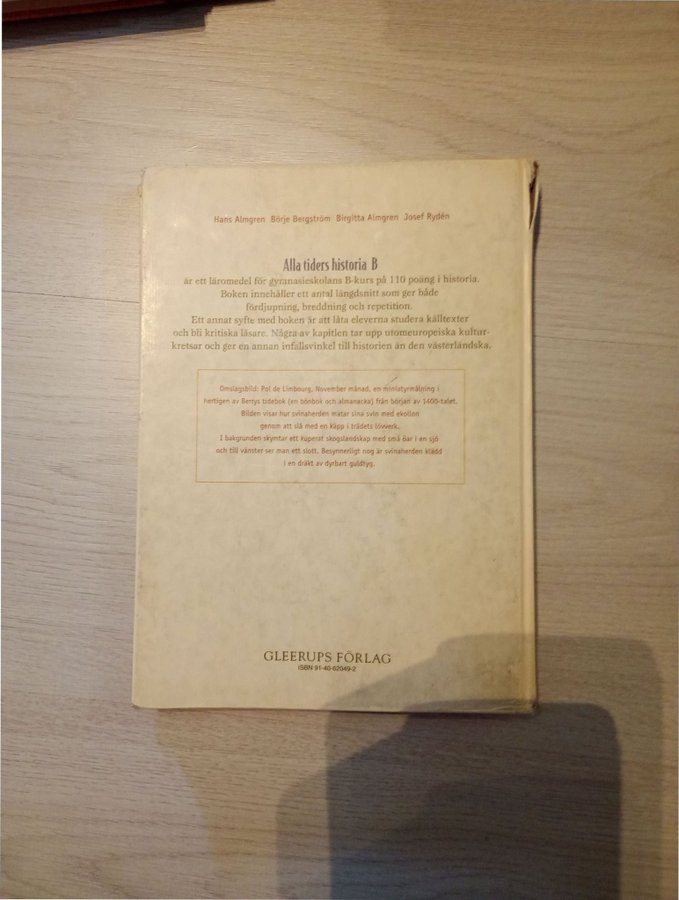 Hans Almgren Börje Bergström Birgitta Almgren Josef Rydén
Alla tiders historia B
är ett läromedel för gymnasieskolans B-kurs på 110 poäng i historia.
Boken innehåller ett antal längdsnitt som ger både
fördjupning, breddning och repetition.
Ett annat syfte med boken är att låta eleverna studera källtexter
och bli kritiska läsare. Några av kapitlen tar upp utomeuropeiska kultur-
kretsar och ger en annan infallsvinkel till historien än den västerländska.
Omslagsbild: Pol de Limbourg, November månad, en miniatyrmålning i
hertigen av Berrys tidebok (en bönbok och almanacka) från början av 1400-talet.
Bilden visar hur svinaherden matar sina svin med ekollon
genom att slå med en käpp i trädets lövverk.
I bakgrunden skymtar ett kuperat skogslandskap med små öar i en sjö
och till vänster ser man ett slott. Besynnerligt nog är svinaherden klädd
i en dräkt av dyrbart guldtyg.
GLEERUPS FÖRLAG
ISBN 91-40-62049-2